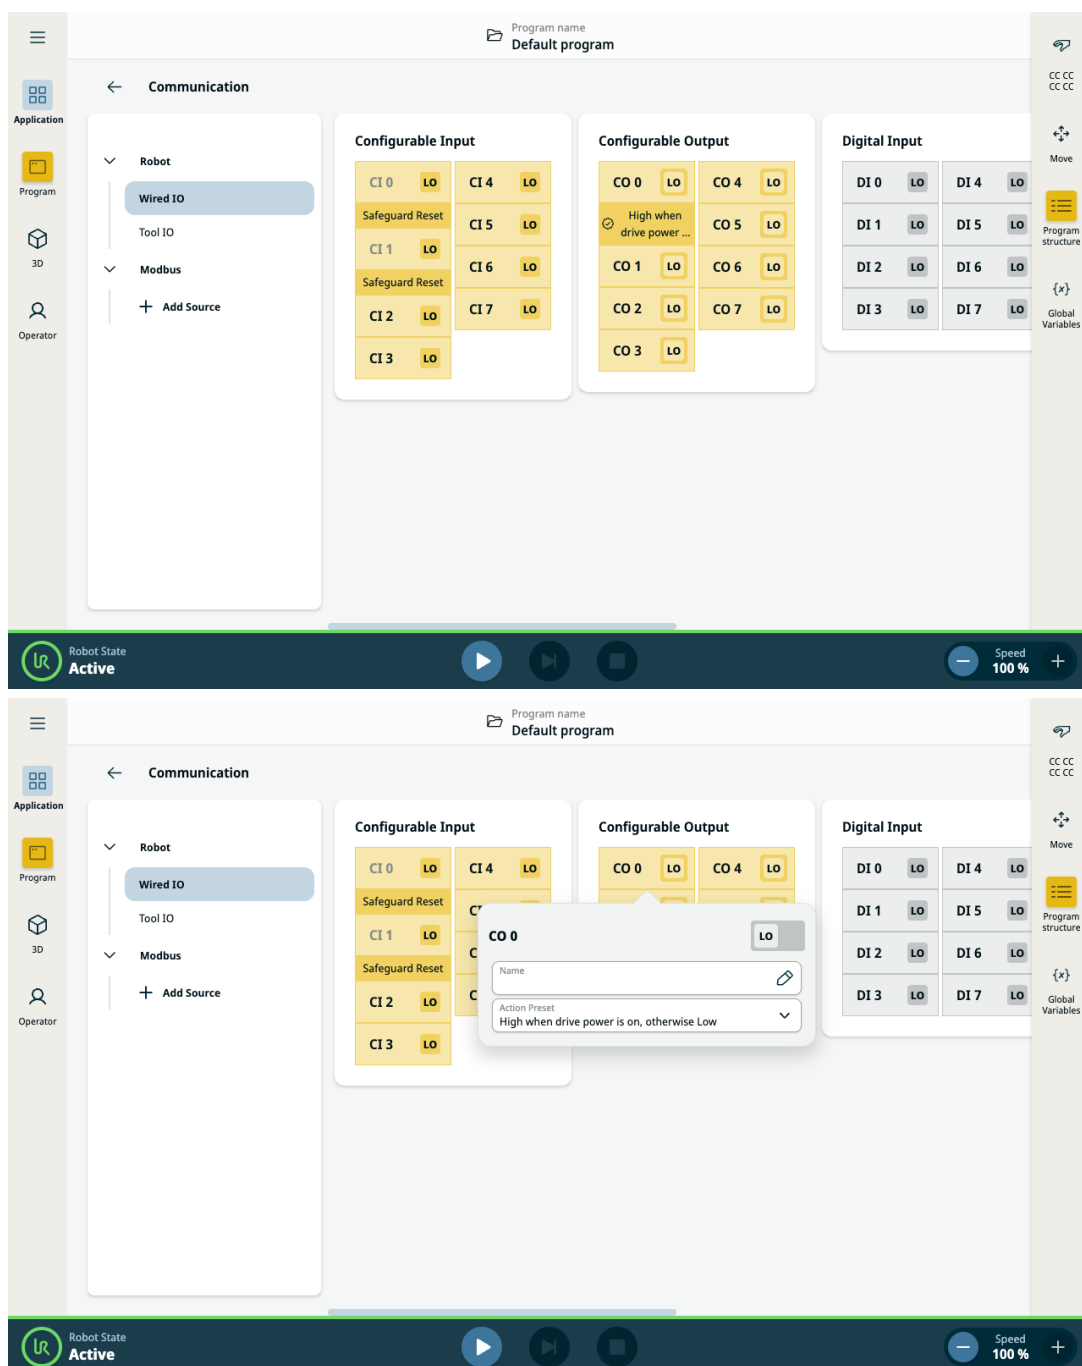 Program name
Default program
Communication
Application
Program
3D
Operator
Robot
Wired IO
Tool IO
Modbus
Add Source
Configurable Input
CI 0 LO CI 4 LO
Safeguard Reset
CI 5 LO
CI 1 LO
CI 6 LO
Safeguard Reset
CI 2 LO
CI 7 LO
CI 3 LO
Configurable Output
CO 0 LO CO 4 LO
High when
drive power ...
CO 5 LO
CO 1 LO CO 6 LO
CO 2 LO CO 7 LO
CO 3 LO
Digital Input
DI 0 LO DI 4 LO
DI 1 LO DI 5 LO
DI 2 LO DI 6 LO
DI 3 LO DI 7 LO
CC CC
CC CC
Move
Program
structure
{x}
Global
Variables
UR
Robot State
Active
Speed
100 %
Program name
Default program
Communication
Application
Program
3D
Operator
Robot
Wired IO
Tool IO
Modbus
Add Source
Configurable Input
CI 0 LO CI 4 LO
Safeguard Reset
CI 1 LO
Safeguard Reset
CI 2 LO
CI 3 LO
Configurable Output
CO 0 LO CO 4 LO
CO 0 LO
Name
Action Preset
High when drive power is on, otherwise Low
Digital Input
DI 0 LO DI 4 LO
DI 1 LO DI 5 LO
DI 2 LO DI 6 LO
DI 3 LO DI 7 LO
CC CC
CC CC
Move
Program
structure
{x}
Global
Variables
UR
Robot State
Active
Speed
100 %